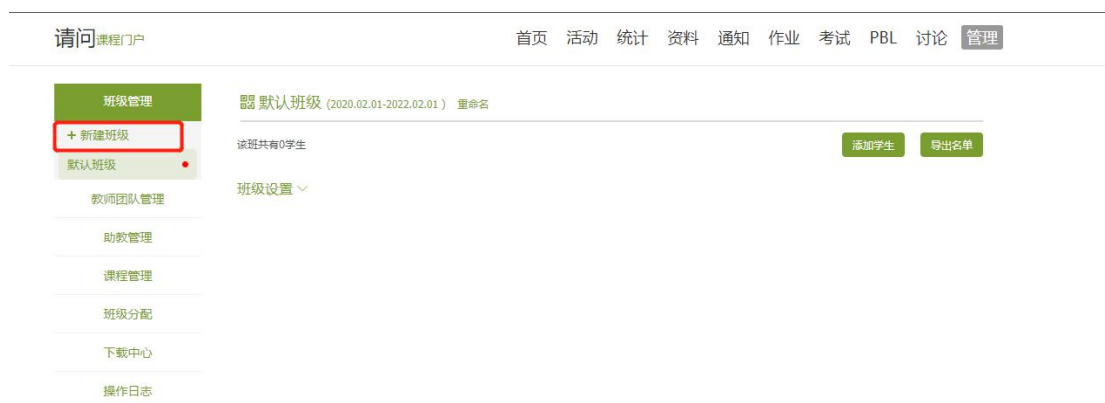 请问课程门户 首页 活动 统计 资料 通知 作业 考试 PBL 讨论 管理
班级管理
+ 新建班级
默认班级
教师团队管理
助教管理
课程管理
班级分配
下载中心
操作日志
默认班级 (2020.02.01-2022.02.01 ) 重命名
该班共有0学生 添加学生 导出名单
班级设置